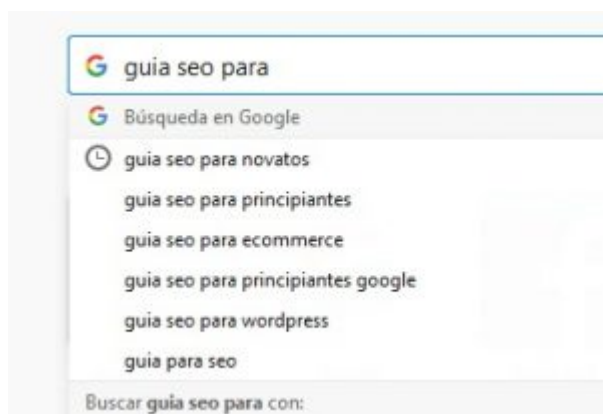 guia seo para
Búsqueda en Google
guia seo para novatos
guia seo para principiantes
guia seo para ecommerce
guia seo para principiantes google
guia seo para wordpress
guia para seo
Buscar guia seo para con: